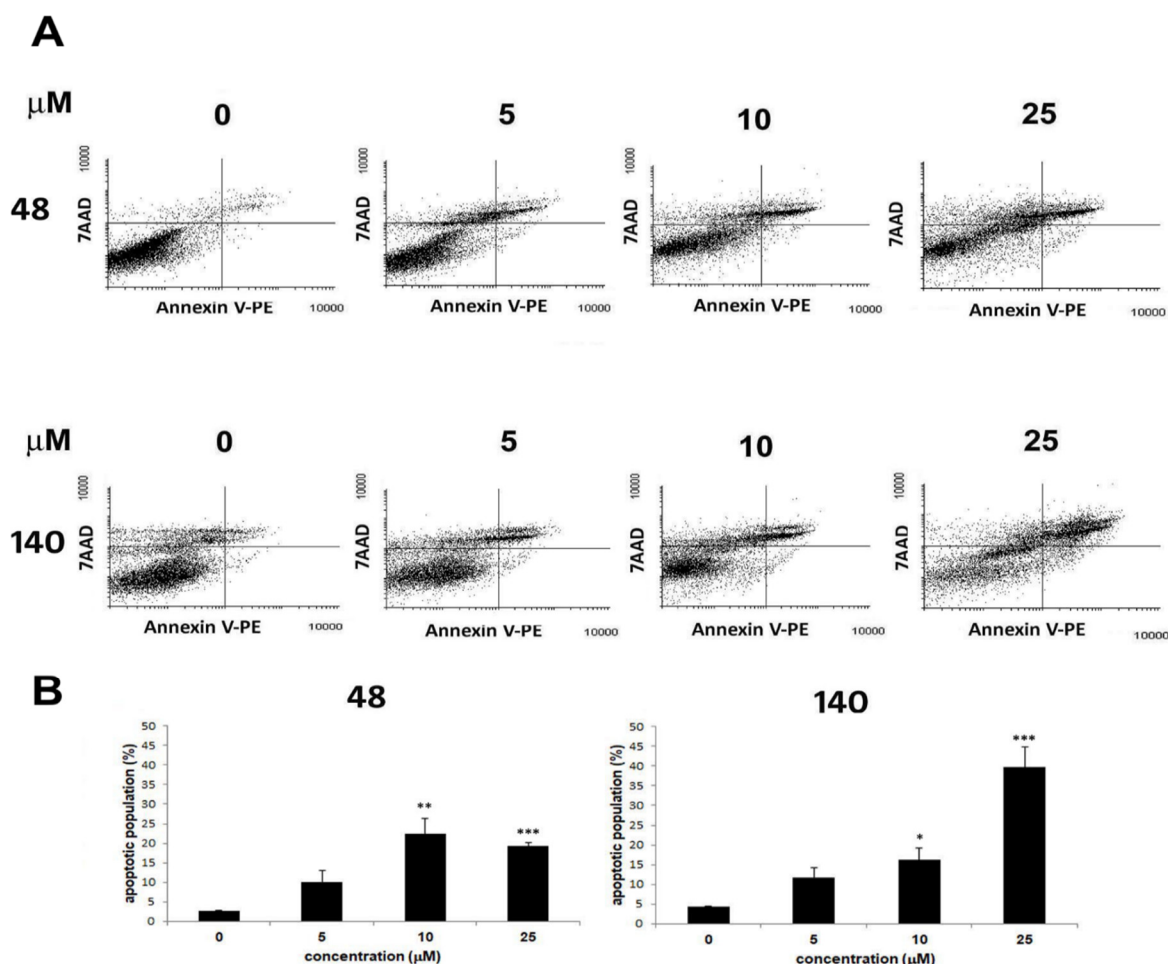 A
μM 0 5 10 25
48
10000 10000 10000 10000
7AAD 7AAD 7AAD 7AAD
Annexin V-PE 10000 Annexin V-PE 10000 Annexin V-PE 10000 Annexin V-PE 10000
μM 0 5 10 25
140
10000 10000 10000 10000
7AAD 7AAD 7AAD 7AAD
Annexin V-PE 10000 Annexin V-PE 10000 Annexin V-PE 10000 Annexin V-PE 10000
B
48
apoptotic population (%)
50
45
40
35
30
25
20
15
10
5
0
** ***
0 5 10 25
concentration (μM)
140
apoptotic population (%)
50
45
40
35
30
25
20
15
10
5
0
* ***
0 5 10 25
concentration (μM)